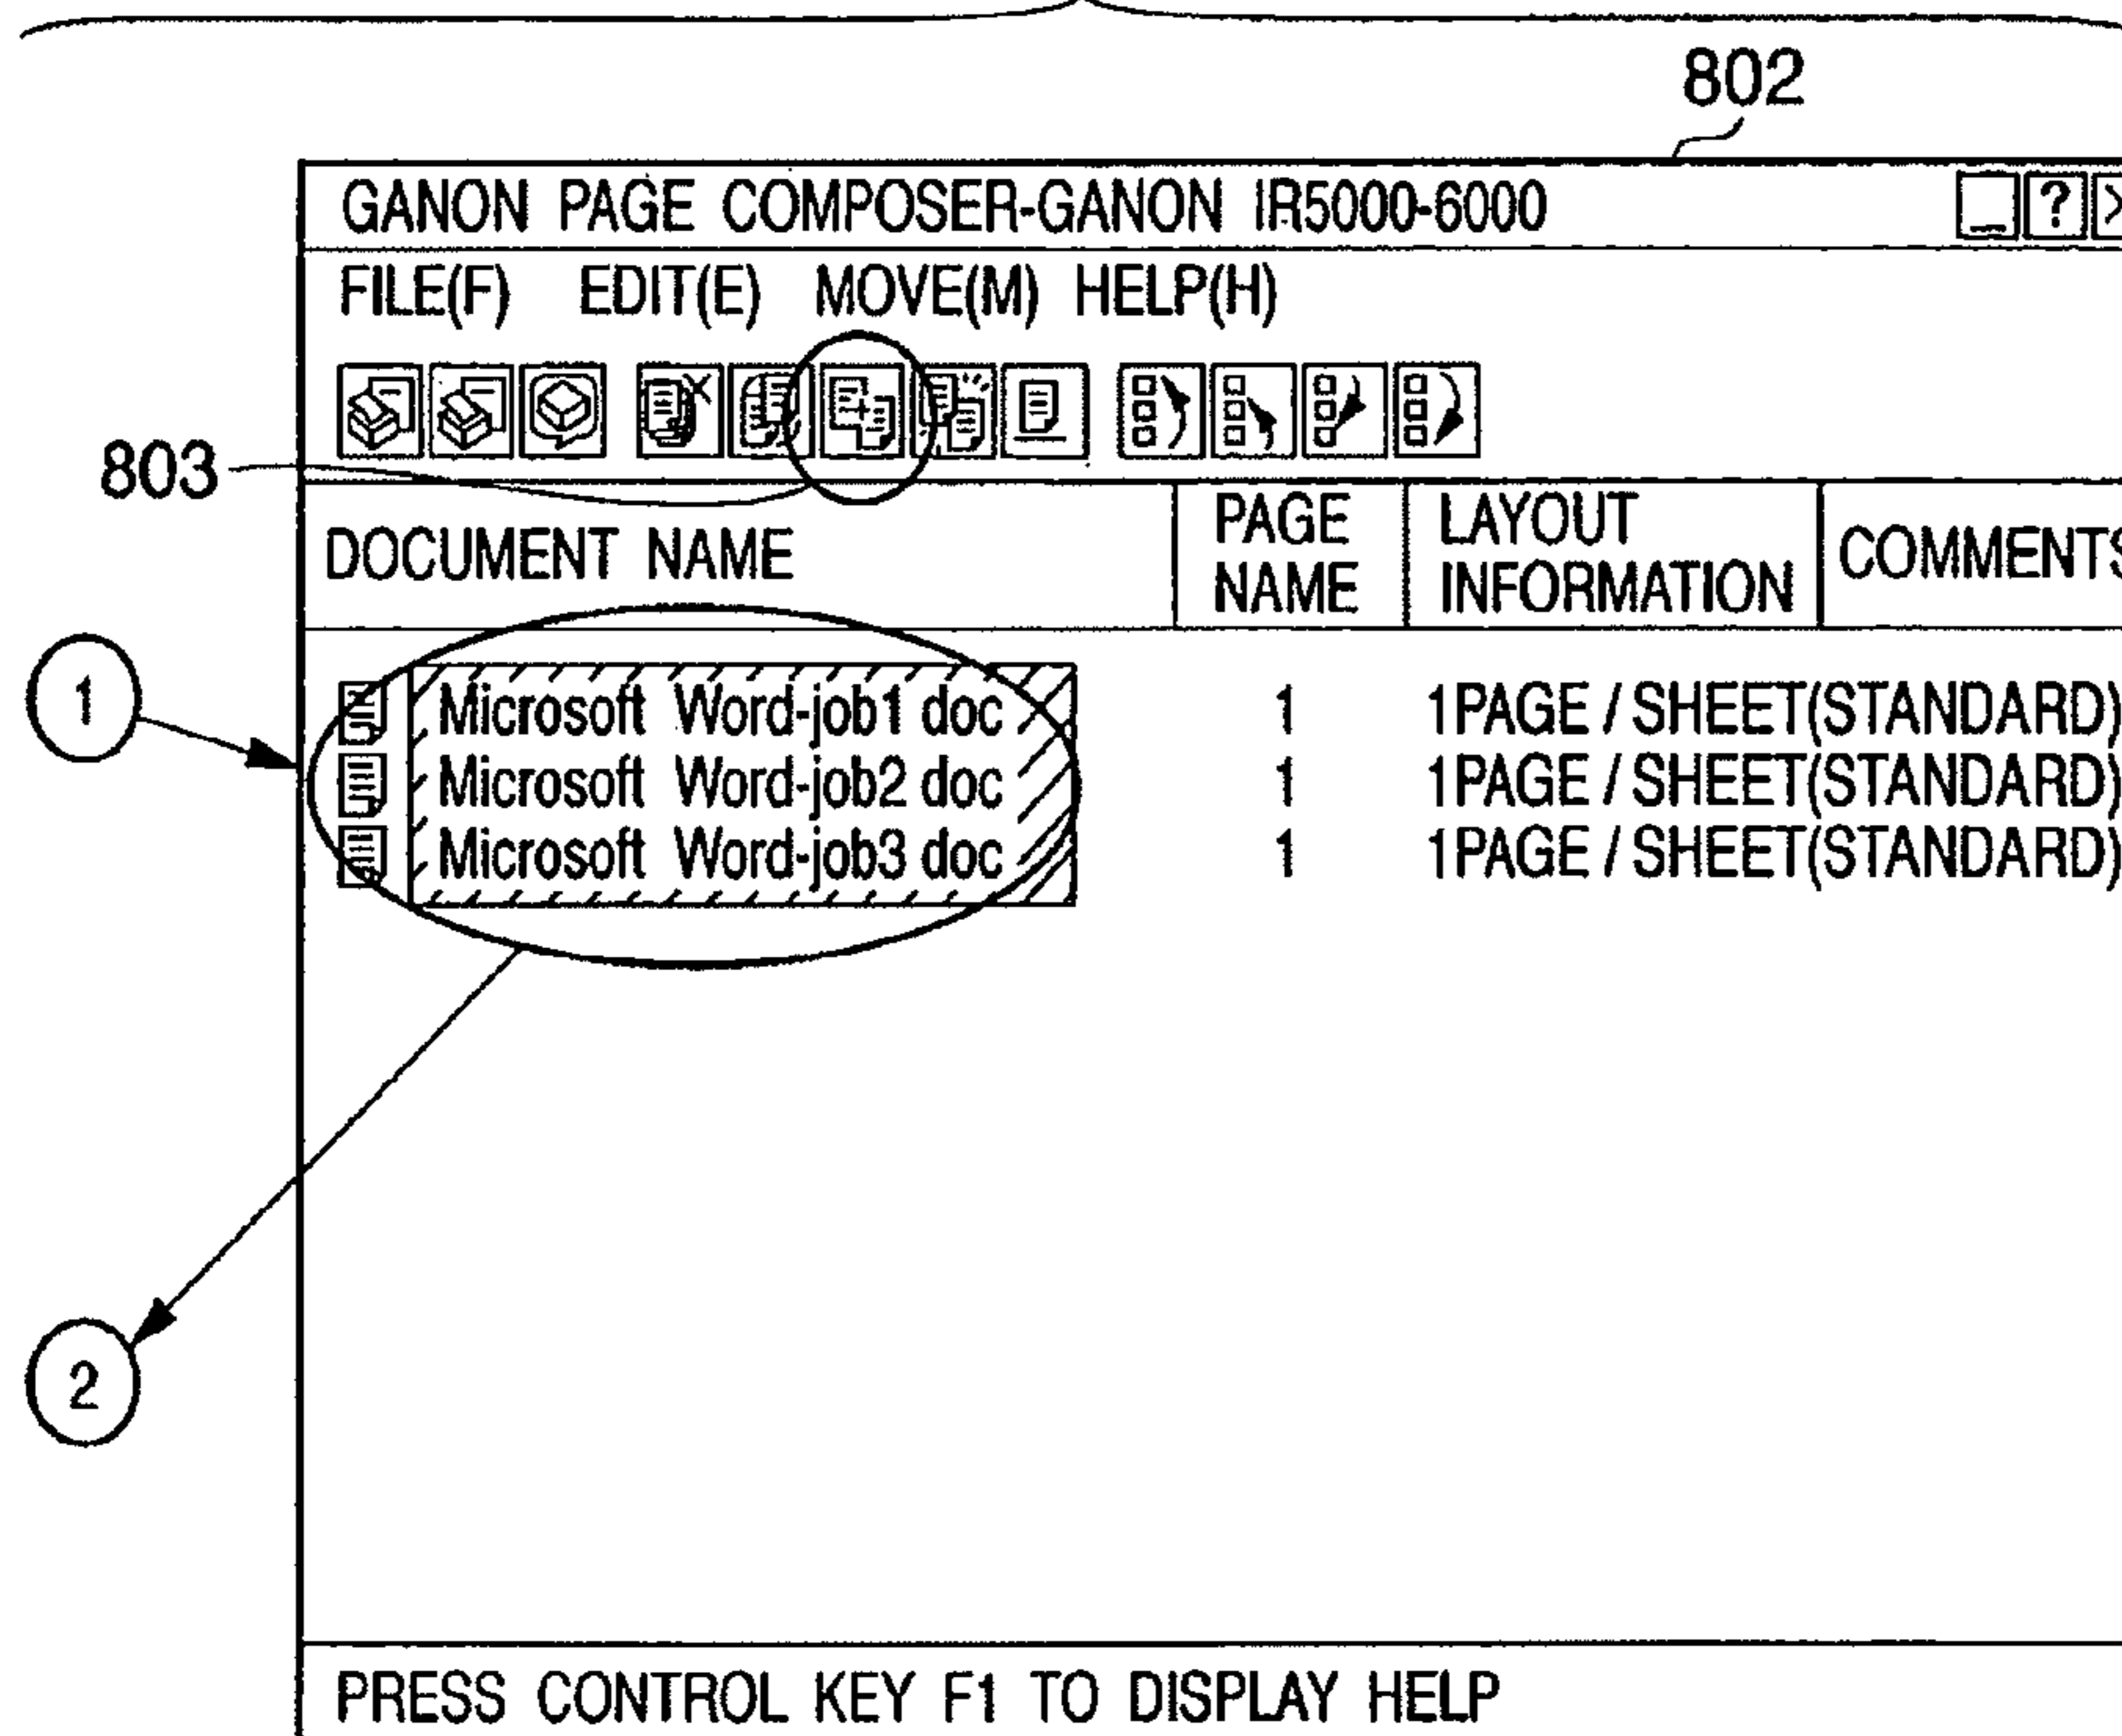 802
GANON PAGE COMPOSER-GANON IR5000-6000
?
FILE(F) EDIT(E) MOVE(M) HELP(H)
803
DOCUMENT NAME
PAGE NAME
LAYOUT INFORMATION
COMMENTS
1
Microsoft Word-job1 doc 1 1PAGE / SHEET(STANDARD)
Microsoft Word-job2 doc 1 1PAGE / SHEET(STANDARD)
Microsoft Word-job3 doc 1 1PAGE / SHEET(STANDARD)
2
PRESS CONTROL KEY F1 TO DISPLAY HELP